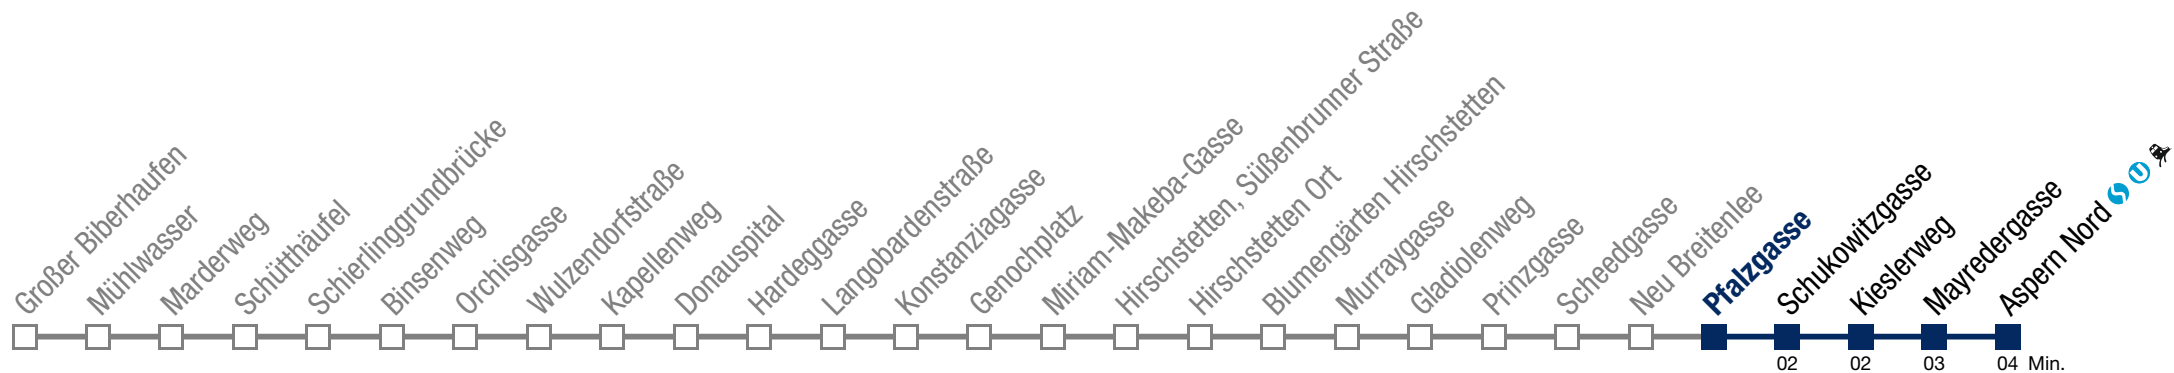 Großer Biberhaufen
Mühlwasser
Marderweg
Schütthäufel
Schierlinggrundbrücke
Binsenweg
Orchisgasse
Wulzendorfstraße
Kapellenweg
Donauspital
Hardeggasse
Langobardenstraße
Konstanziagasse
Genochplatz
Miriam-Makeba-Gasse
Hirschstetten, Süßenbrunner Straße
Hirschstetten Ort
Blumengärten Hirschstetten
Murraygasse
Gladiolenweg
Prinzgasse
Scheedgasse
Neu Breitenlee
Pfalzgasse
Schukowitzgasse
Kieslerweg
Mayredergasse
Aspern Nord S U
02 02 03 04 Min.